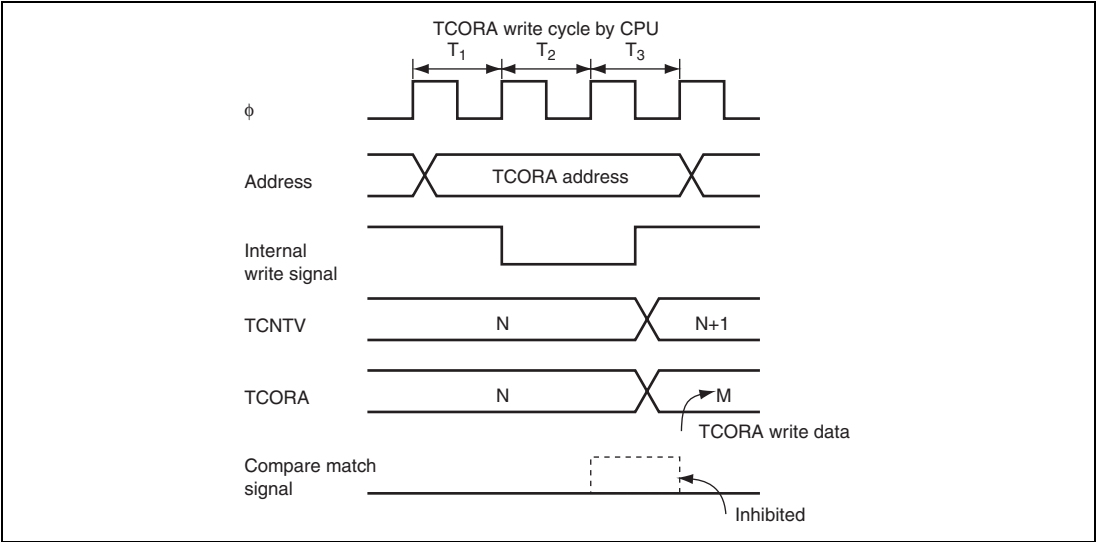 TCORA write cycle by CPU
T1 T2 T3
ϕ
Address
TCORA address
Internal
write signal
TCNTV
N
N+1
TCORA
N
M
TCORA write data
Compare match
signal
Inhibited